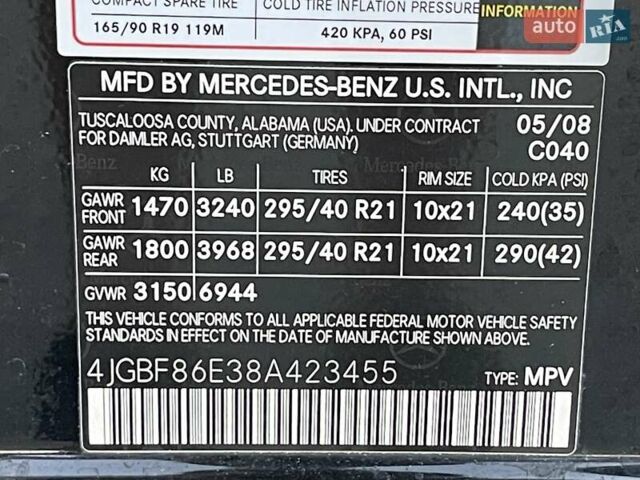 COMPACT SPARE TIRE COLD TIRE INFLATION PRESSURE
165/90 R19 119M 420 KPA, 60 PSI
INFORMATION
auto RIA
.com
MFD BY MERCEDES-BENZ U.S. INTL., INC
TUSCALOOSA COUNTY, ALABAMA (USA). UNDER CONTRACT 05/08
FOR DAIMLER AG, STUTTGART (GERMANY) C040
KG LB TIRES RIM SIZE COLD KPA (PSI)
GAWR FRONT 1470 3240 295/40 R21 10x21 240(35)
GAWR REAR 1800 3968 295/40 R21 10x21 290(42)
GVWR 3150 6944
THIS VEHICLE CONFORMS TO ALL APPLICABLE FEDERAL MOTOR VEHICLE SAFETY
STANDARDS IN EFFECT ON THE DATE OF MANUFACTURE SHOWN ABOVE.
4JGBF86E38A423455 TYPE: MPV